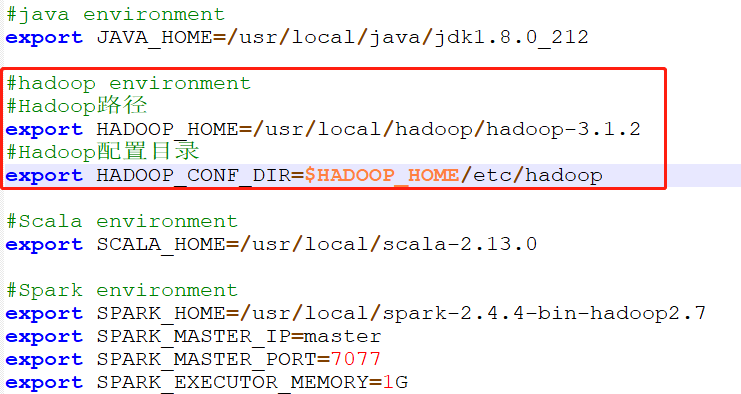 #java environment
export JAVA_HOME=/usr/local/java/jdk1.8.0_212
#hadoop environment
#Hadoop路径
export HADOOP_HOME=/usr/local/hadoop/hadoop-3.1.2
#Hadoop配置目录
export HADOOP_CONF_DIR=$HADOOP_HOME/etc/hadoop
#Scala environment
export SCALA_HOME=/usr/local/scala-2.13.0
#Spark environment
export SPARK_HOME=/usr/local/spark-2.4.4-bin-hadoop2.7
export SPARK_MASTER_IP=master
export SPARK_MASTER_PORT=7077
export SPARK_EXECUTOR_MEMORY=1G